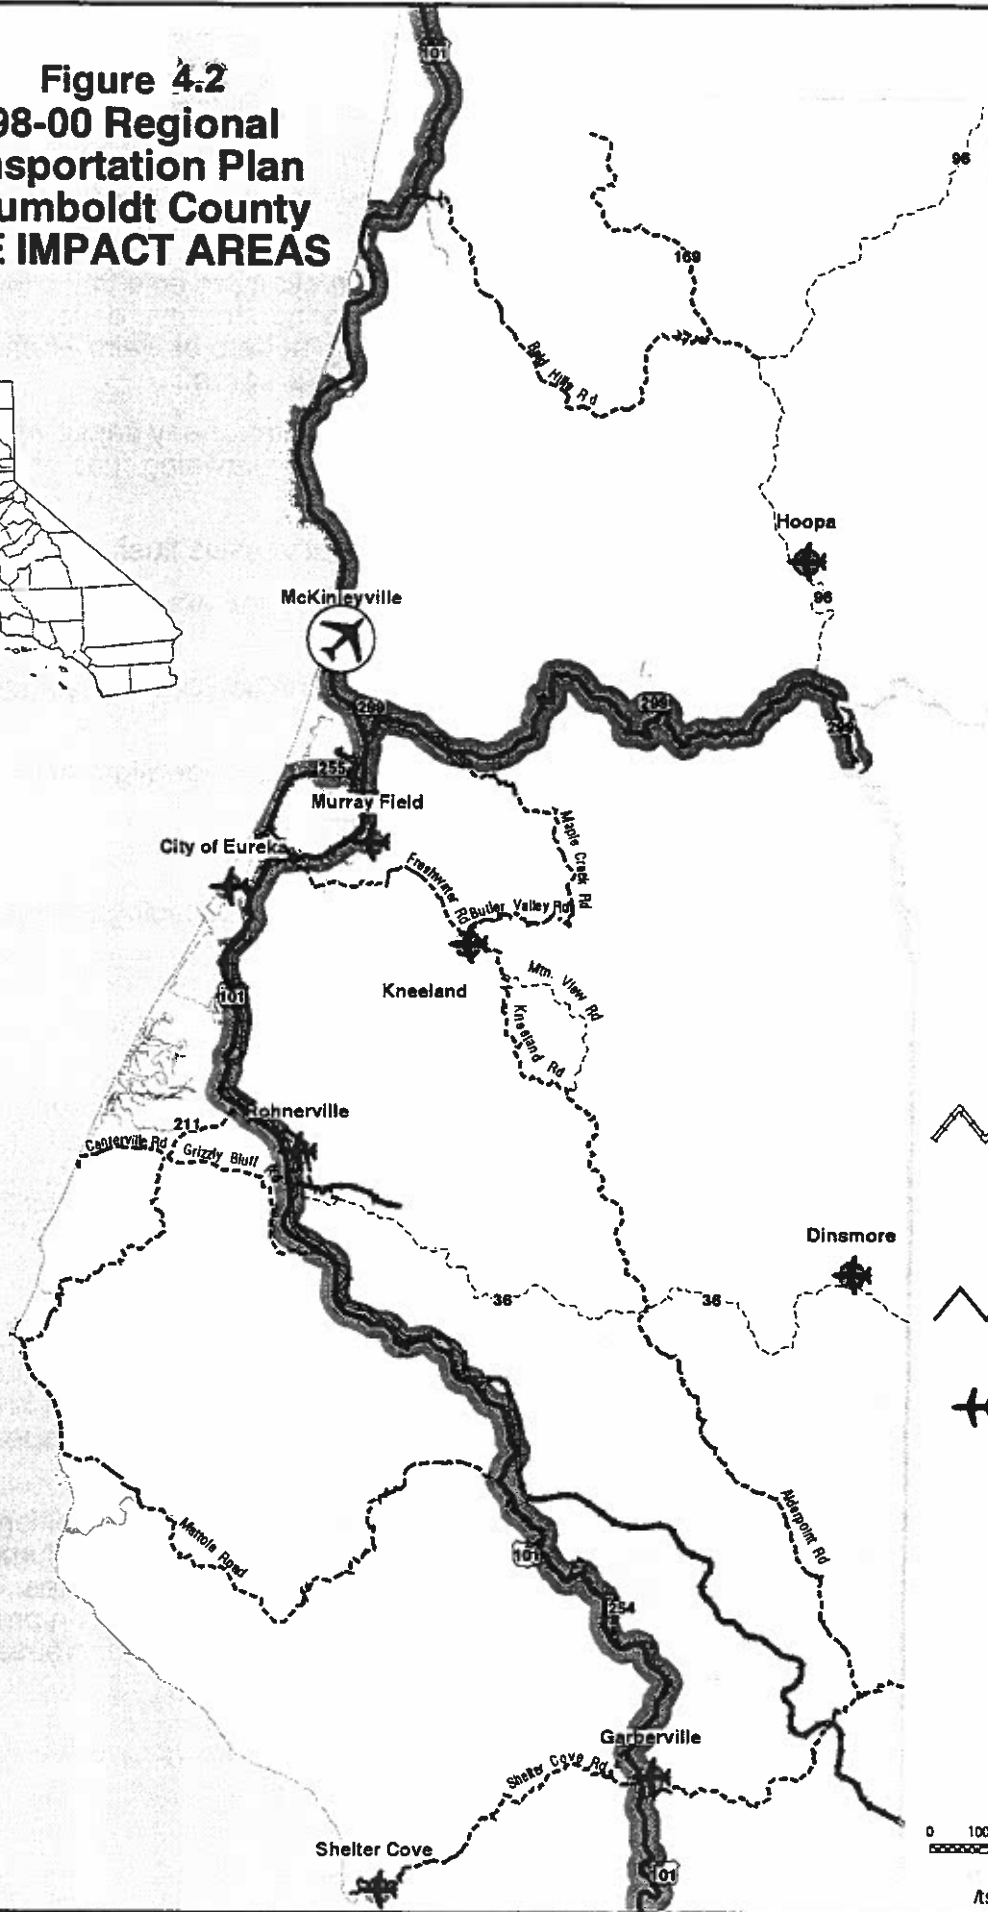 Figure 4.2
98-00 Regional
nsportation Plan
umboldt County
E IMPACT AREAS
101
96
169
Bald Hills Rd
Hoopa
96
McKinleyville
299
299
299
255
Murray Field
City of Eureka
Maple Creek Rd
Freshwater Rd
Butler Valley Rd
Kneeland
Mtn. View Rd
Kneeland Rd
101
Rohnerville
211
Centerville Rd
Grizzly Bluff Rd
Dinsmore
36
36
Mattole Road
Alderpoint Rd
101
254
Garberville
Shelter Cove Rd
Shelter Cove
101
0 100
/ts